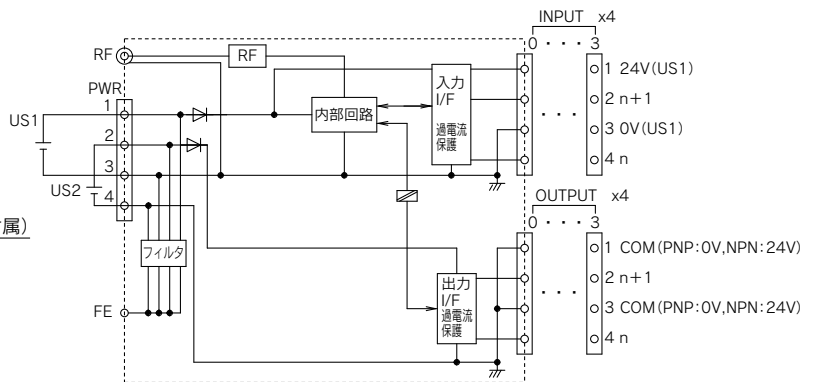 INPUT x4
0 ・・・ 3
RF
RF
PWR
1
2
3
4
US1
US2
属)
FE
フィルタ
内部回路
入力
I/F
過電流
保護
・・・
1 24V(US1)
2 n+1
3 0V(US1)
4 n
OUTPUT x4
0 ・・・ 3
出力
I/F
過電流
保護
・・・
1 COM(PNP:0V,NPN:24V)
2 n+1
3 COM(PNP:0V,NPN:24V)
4 n